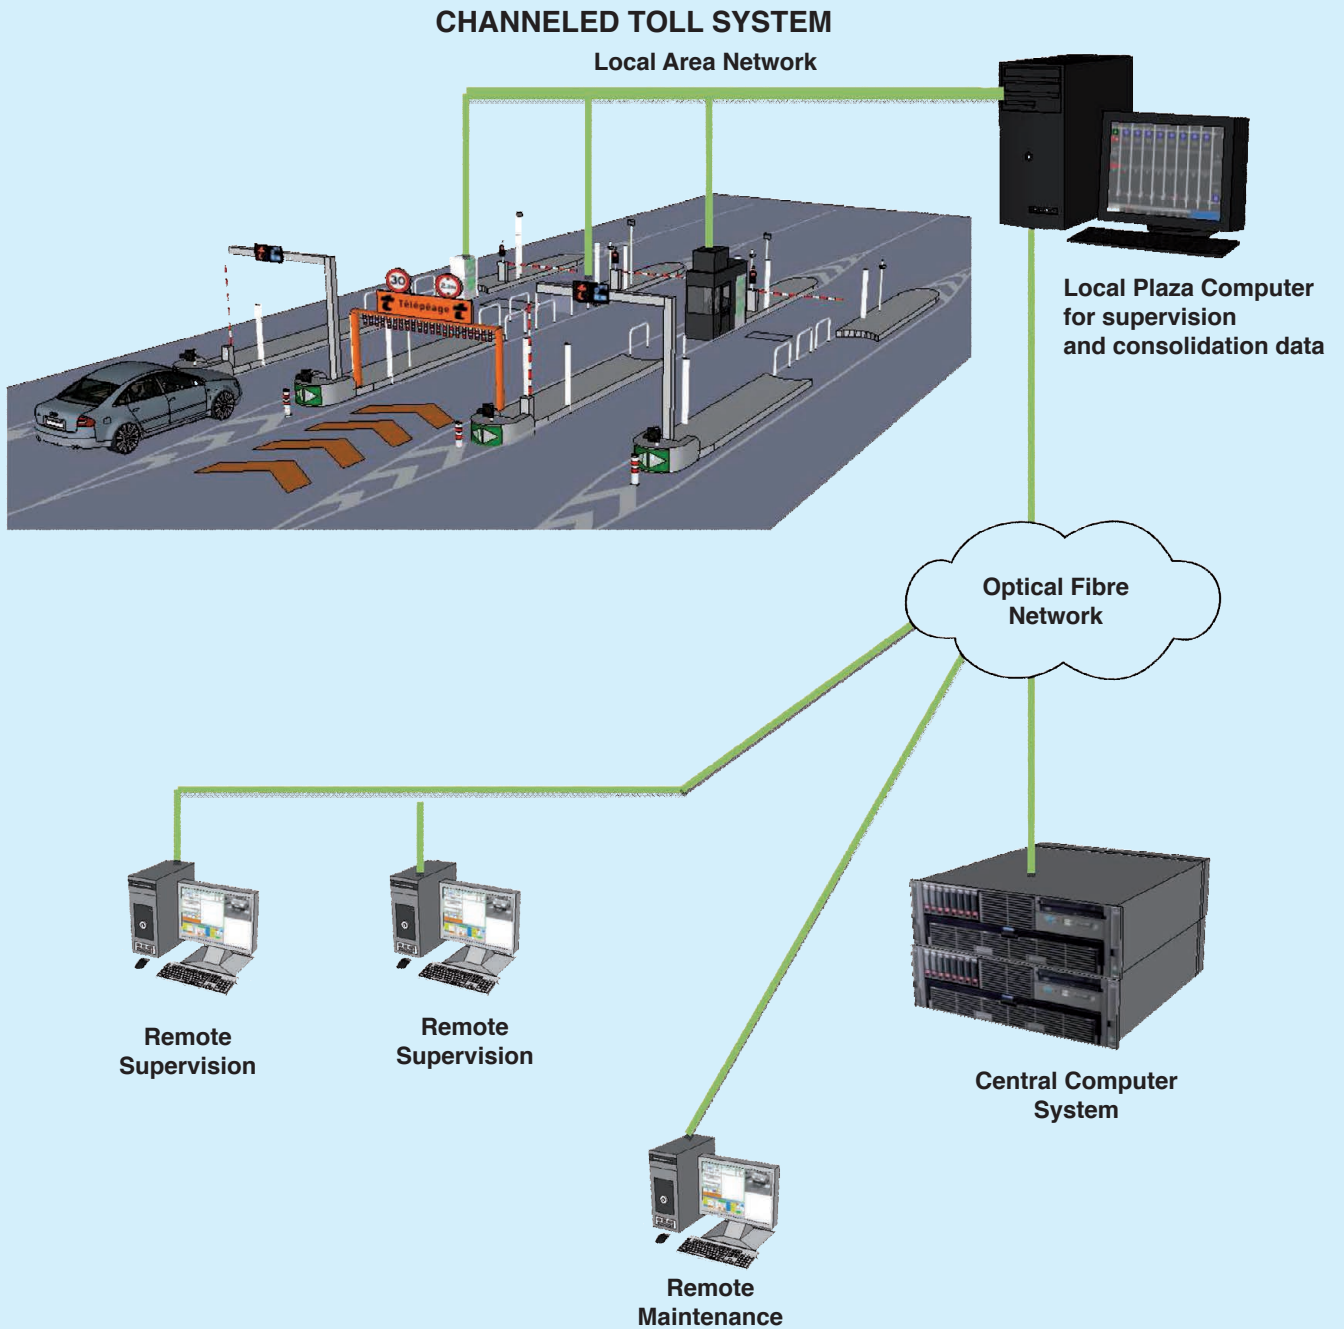 CHANNELED TOLL SYSTEM
Local Area Network
30
Télépéage
Local Plaza Computer
for supervision
and consolidation data
Optical Fibre
Network
Remote
Supervision
Remote
Supervision
Central Computer
System
Remote
Maintenance